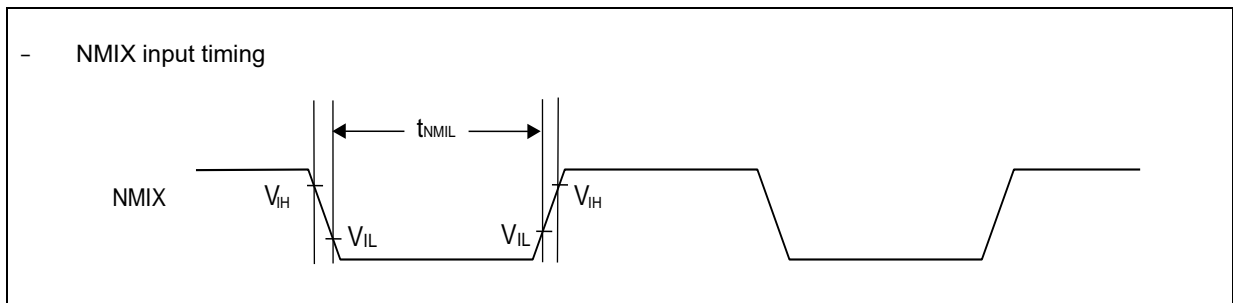 – NMIX input timing
tNMIL
NMIX
VIH
VIH
VIL
VIL